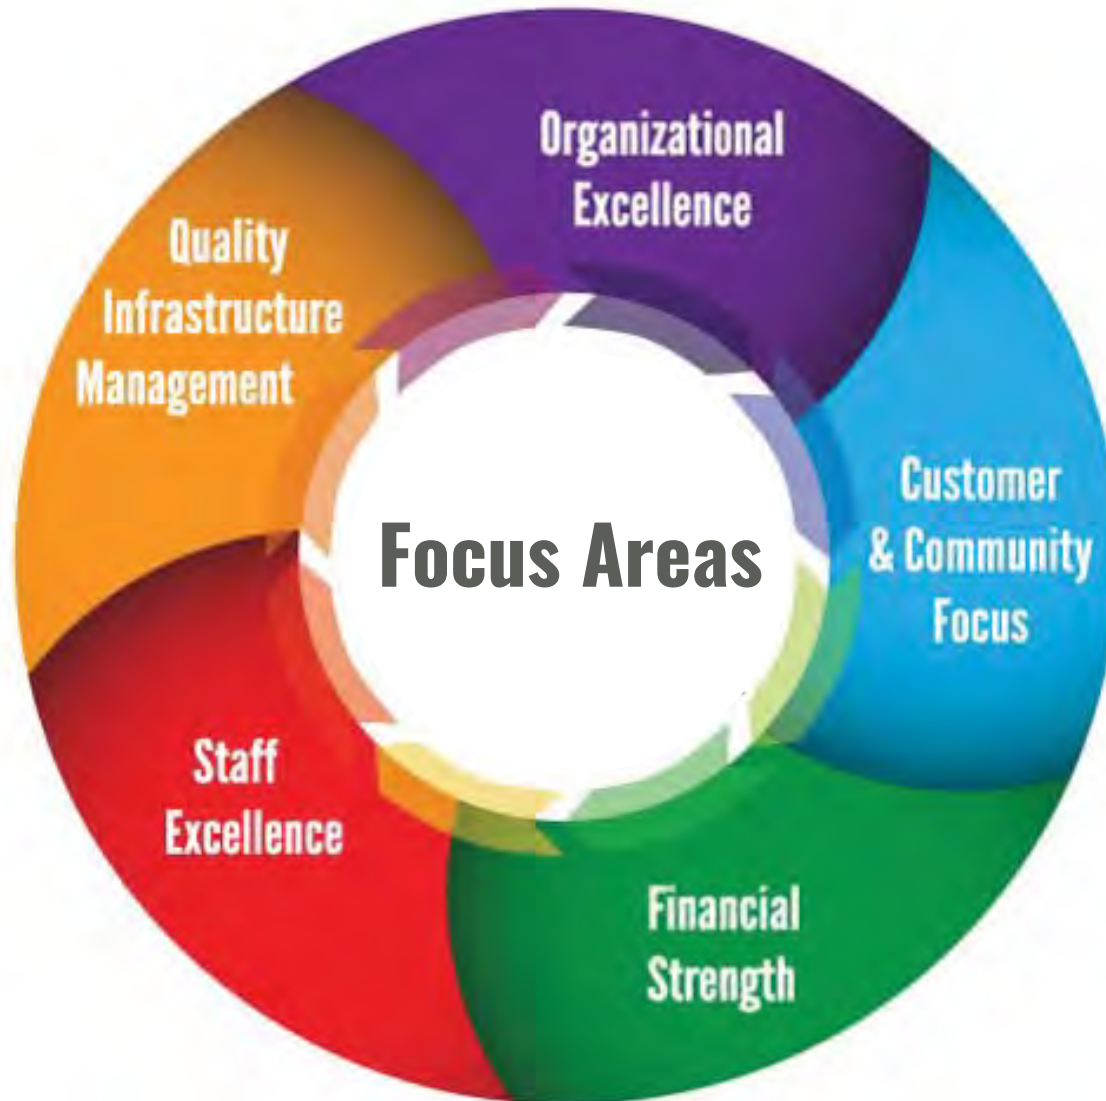 Organizational
Excellence
Quality
Infrastructure
Management
Customer
& Community
Focus
Focus Areas
Staff
Excellence
Financial
Strength